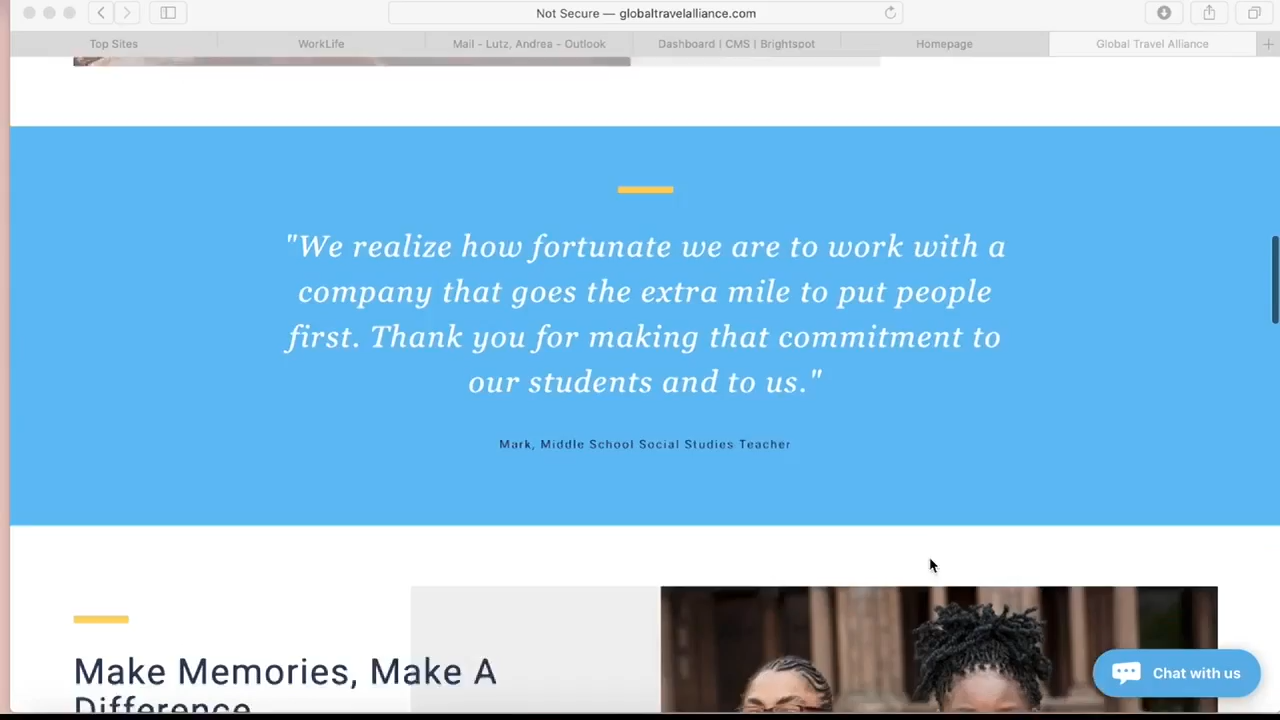 Not Secure — globaltravelalliance.com
Top Sites
WorkLife
Mail – Lutz, Andrea – Outlook
Dashboard | CMS | Brightspot
Homepage
Global Travel Alliance
"We realize how fortunate we are to work with a
company that goes the extra mile to put people
first. Thank you for making that commitment to
our students and to us."
Mark, Middle School Social Studies Teacher
Make Memories, Make A
Difference
Chat with us